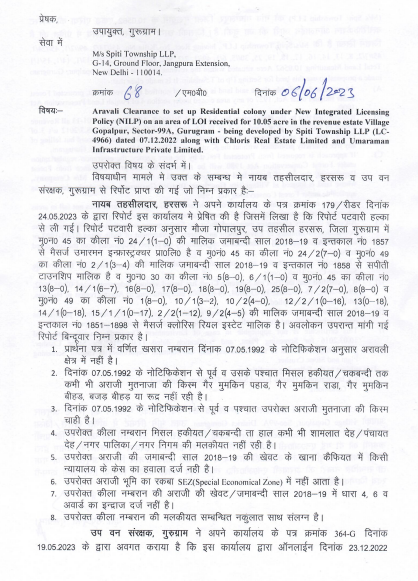 प्रेषक,
उपायुक्त, गुरूग्राम।
सेवा में
M/s Spiti Township LLP,
G-14, Ground Floor, Jangpura Extension,
New Delhi - 110014.
क्रमांक 68 /एम०बी० दिनांक 06/06/2023
विषयः– Aravali Clearance to set up Residential colony under New Integrated Licensing
Policy (NILP) on an area of LOI received for 10.05 acre in the revenue estate Village
Gopalpur, Sector-99A, Gurugram - being developed by Spiti Township LLP (LC-
4966) dated 07.12.2022 along with Chloris Real Estate Limited and Umaraman
Infrastructure Private Limited.
उपरोक्त विषय के संदर्भ में।
विषयाधीन मामले मे उक्त के सम्बन्ध मे नायब तहसीलदार, हरसरू व उप वन
संरक्षक, गुरूग्राम से रिपोर्ट प्राप्त की गई जो निम्न प्रकार है:–
नायब तहसीलदार, हरसरू ने अपने कार्यालय के पत्र क्रमांक 179 /रीडर दिनांक
24.05.2023 के द्वारा रिपोर्ट इस कार्यालय मे प्रेषित की है जिसमें लिखा है कि रिपोर्ट पटवारी हल्का
से ली गई। रिपोर्ट पटवारी हल्का अनुसार मौजा गोपालपुर, उप तहसील हरसरू, जिला गुरूग्राम में
मु०नं० 45 का कीला नं० 24/1(1–0) की मालिक जमाबन्दी साल 2018–19 व इन्तकाल नं० 1857
से मैसर्ज उमारमन इन्फ्रास्ट्रक्चर प्रा०लि० है व मु०नं० 45 का कीला नं० 24/2(7–0) व मु०नं० 49
का कीला नं० 2/1(3–4) की मालिक जमाबन्दी साल 2018–19 व इन्तकाल नं० 1858 से स्पीती
टाउनशिप मालिक है व मु०नं० 30 का कीला नं० 5(8–0), 6/1(1–0) व मु०नं० 45 का कीला नं०
13(8–0), 14/1(6–7), 16(8–0), 17(8–0), 18(8–0), 19(8–0), 25(8–0), 7/2(7–0), 8(8–0) व
मु०नं० 49 का कीला नं० 1(8–0), 10/1(3–2), 10/2(4–0), 12/2/1(0–16), 13(0–18),
14/1(0–18), 15/1/1(0–17), 2/2(1–12), 9/2(4–5) की मालिक जमाबन्दी साल 2018–19 व
इन्तकाल नं० 1851–1898 से मैसर्ज क्लोरिस रियल इस्टेट मालिक है। अवलोकन उपरान्त मांगी गई
रिपोर्ट बिन्दूवार निम्न प्रकार है।
1. प्रार्थना पत्र में वर्णित खसरा नम्बरान दिनांक 07.05.1992 के नोटिफिकेशन अनुसार अरावली
क्षेत्र में नहीं है।
2. दिनांक 07.05.1992 के नोटिफिकेशन से पूर्व व उसके पश्चात मिसल हकीयत/चकबन्दी तक
कभी भी अराजी मुतनाजा की किस्म गैर मुमकिन पहाड, गैर मुमकिन राडा, गैर मुमकिन
बीहड, बजड बीहड या रूद नहीं रही है।
3. दिनांक 07.05.1992 के नोटिफिकेशन से पूर्व व पश्चात उपरोक्त अराजी मुतनाजा की किस्म
चाही है।
4. उपरोक्त कीला नम्बरान मिसल हकीयत/चकबन्दी ता हाल कभी भी शामलात देह/पंचायत
देह/नगर पालिका/नगर निगम की मलकीयत नहीं रही है।
5. उपरोक्त अराजी की जमाबन्दी साल 2018–19 की खेवट के खाना कैफियत में किसी
न्यायालय के केस का हवाला दर्ज नही है।
6. उपरोक्त अराजी भूमि का रकबा SEZ(Special Economical Zone) में नहीं आता है।
7. उपरोक्त कीला नम्बरान की अराजी की खेवट/जमाबन्दी साल 2018–19 में धारा 4, 6 व
अवार्ड का इन्द्राज दर्ज नहीं है।
8. उपरोक्त कीला नम्बरान की मलकीयत सम्बन्धित नकुलात साथ संलग्न है।
उप वन संरक्षक, गुरूग्राम ने अपने कार्यालय के पत्र क्रमांक 364-G दिनांक
19.05.2023 के द्वारा अवगत कराया है कि इस कार्यालय द्वारा ऑनलाईन दिनांक 23.12.2022